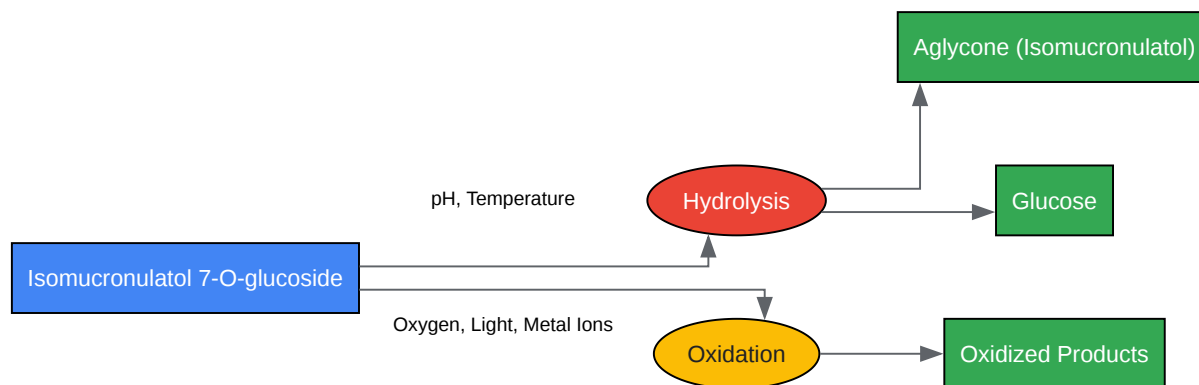 Aglycone (Isomucronulatol)
pH, Temperature
Hydrolysis
Glucose
Isomucronulatol 7-O-glucoside
Oxygen, Light, Metal Ions
Oxidation
Oxidized Products